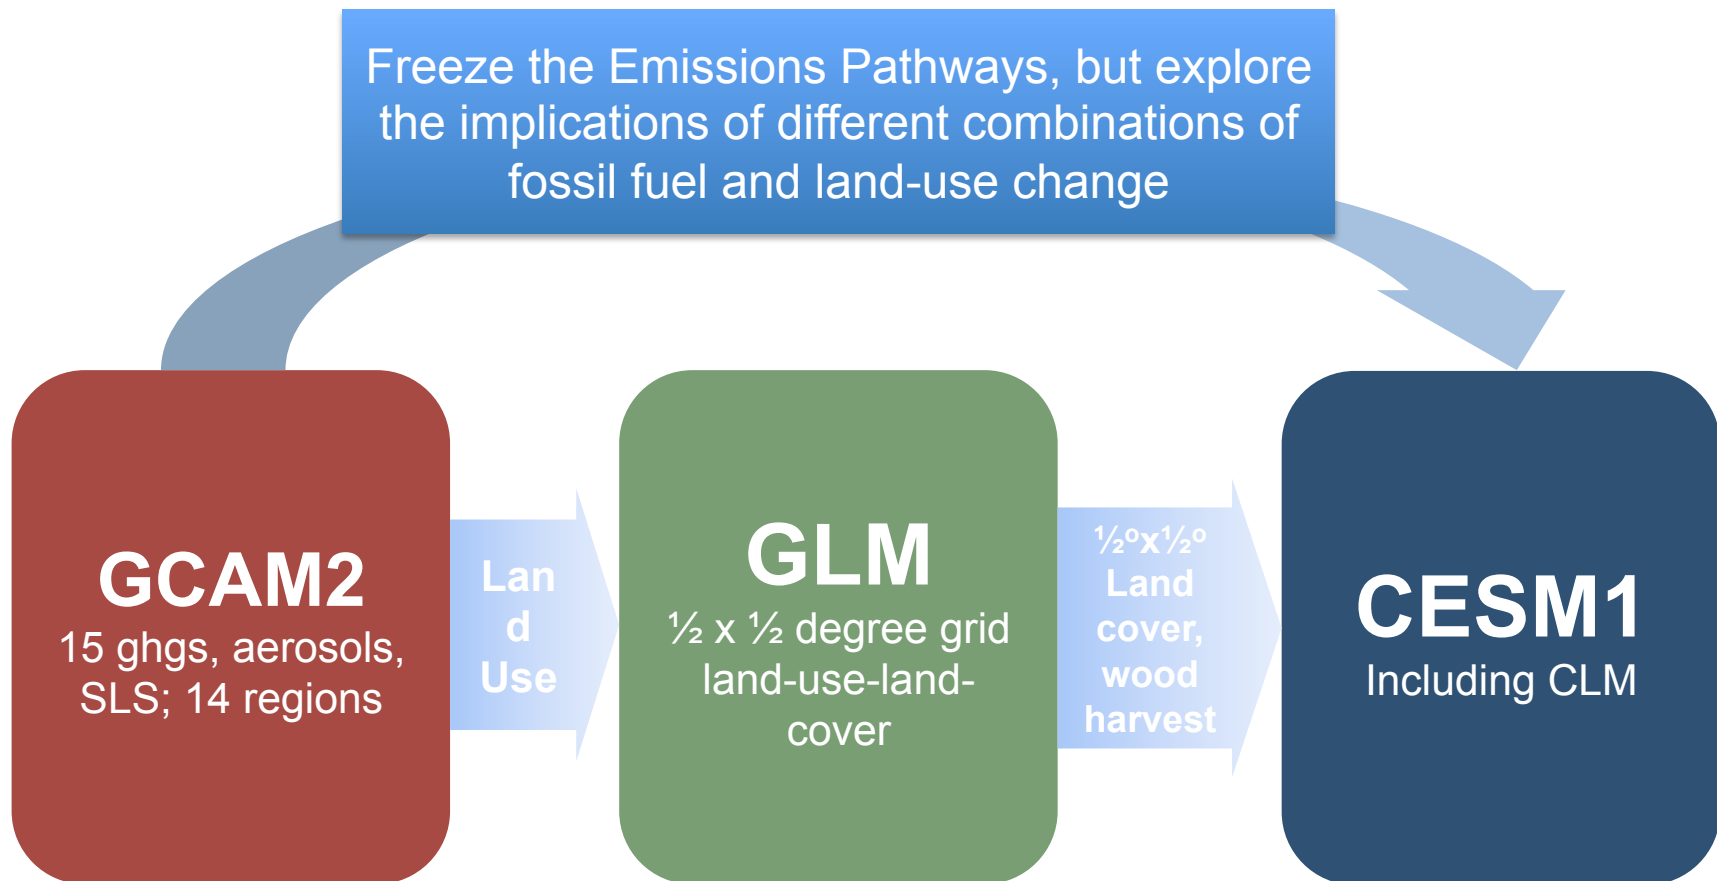 Freeze the Emissions Pathways, but explore
the implications of different combinations of
fossil fuel and land-use change
GCAM2
15 ghgs, aerosols,
SLS; 14 regions
Lan
d
Use
GLM
½ x ½ degree grid
land-use-land-
cover
½ºx½º
Land
cover,
wood
harvest
CESM1
Including CLM